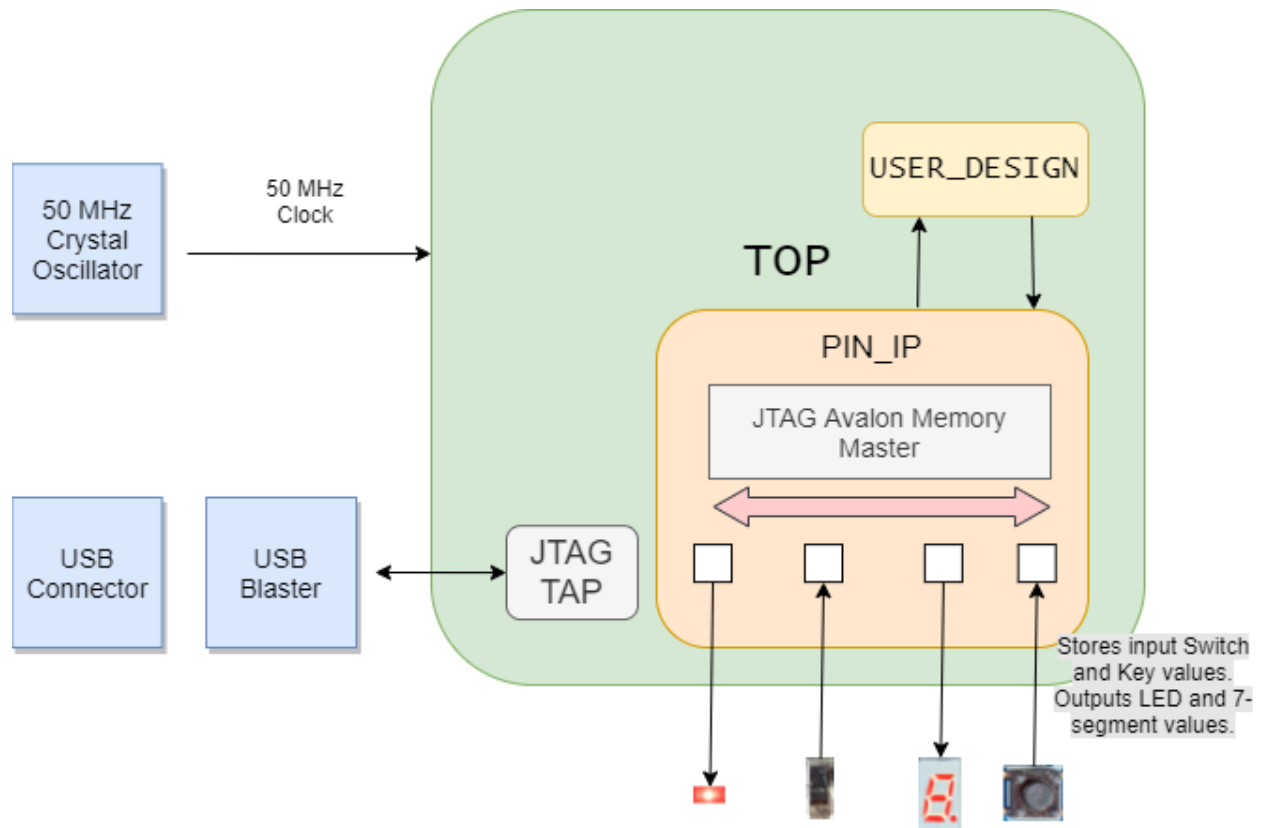 50 MHz
Crystal
Oscillator
50 MHz
Clock
USER_DESIGN
TOP
PIN_IP
JTAG Avalon Memory
Master
USB
Connector
USB
Blaster
JTAG
TAP
Stores input Switch
and Key values.
Outputs LED and 7-
segment values.
8.